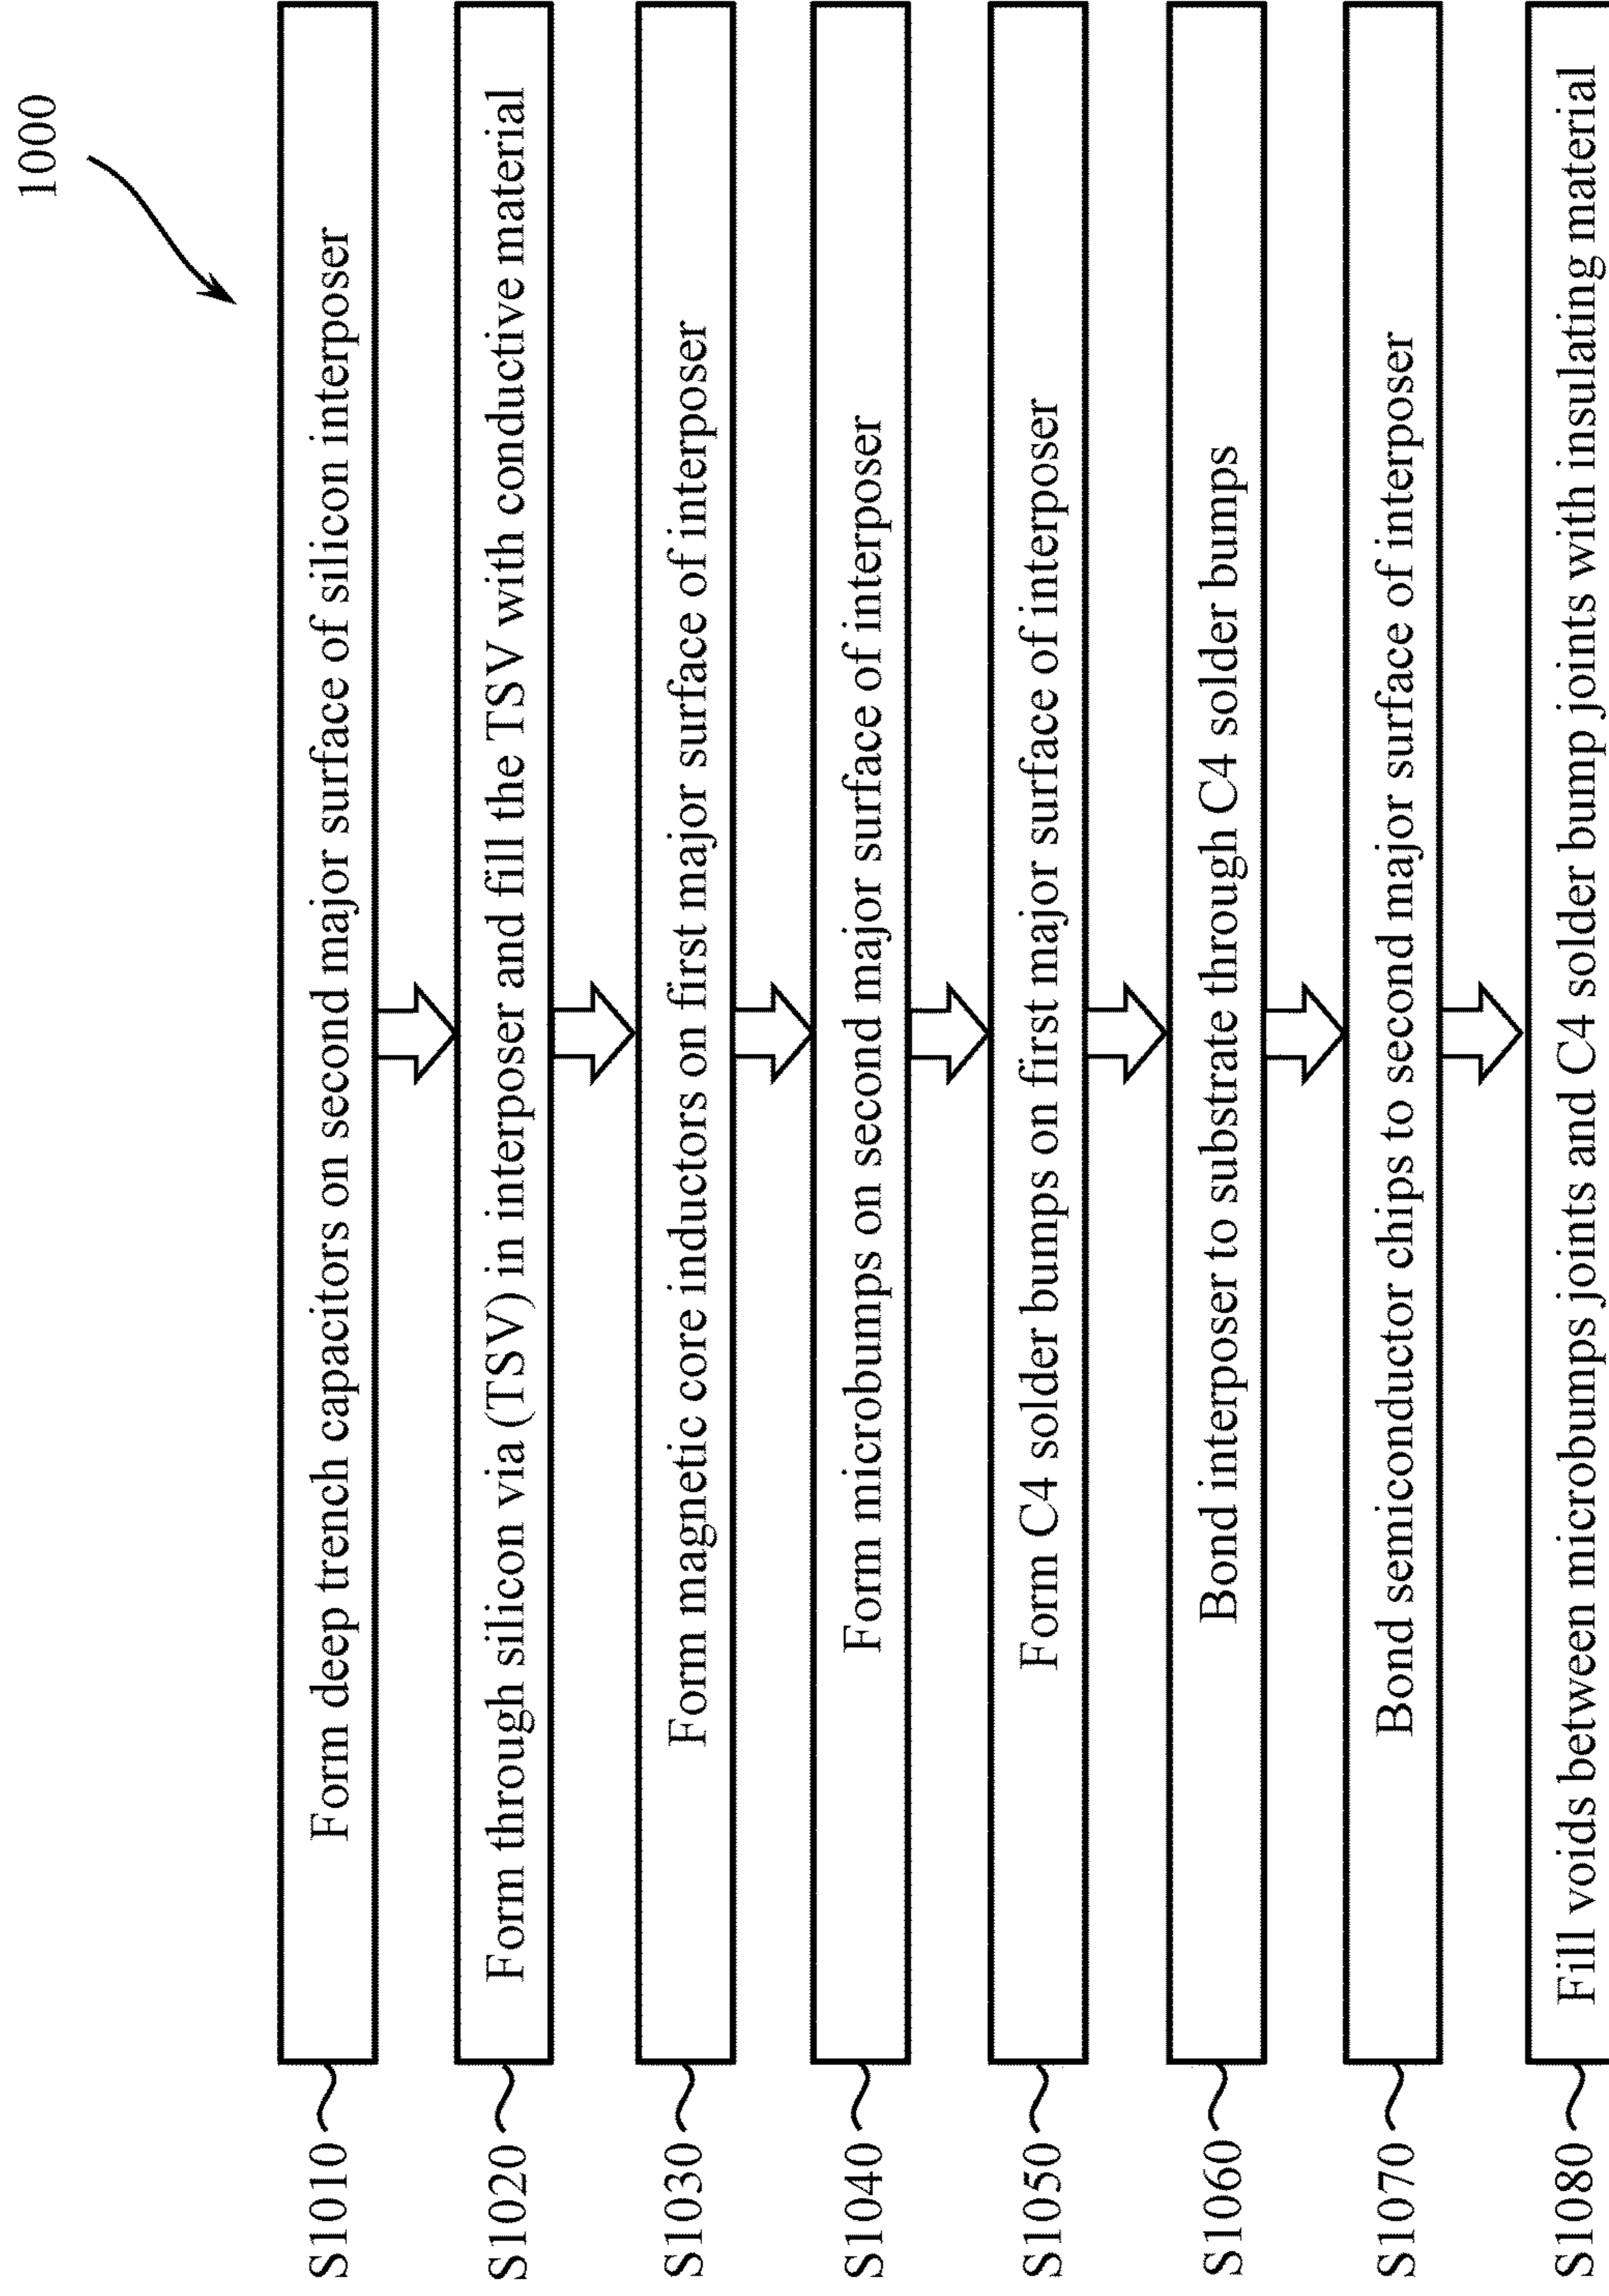 1000
S1010 Form deep trench capacitors on second major surface of silicon interposer
S1020 Form through silicon via (TSV) in interposer and fill the TSV with conductive material
S1030 Form magnetic core inductors on first major surface of interposer
S1040 Form microbumps on second major surface of interposer
S1050 Form C4 solder bumps on first major surface of interposer
S1060 Bond interposer to substrate through C4 solder bumps
S1070 Bond semiconductor chips to second major surface of interposer
S1080 Fill voids between microbumps joints and C4 solder bump joints with insulating material